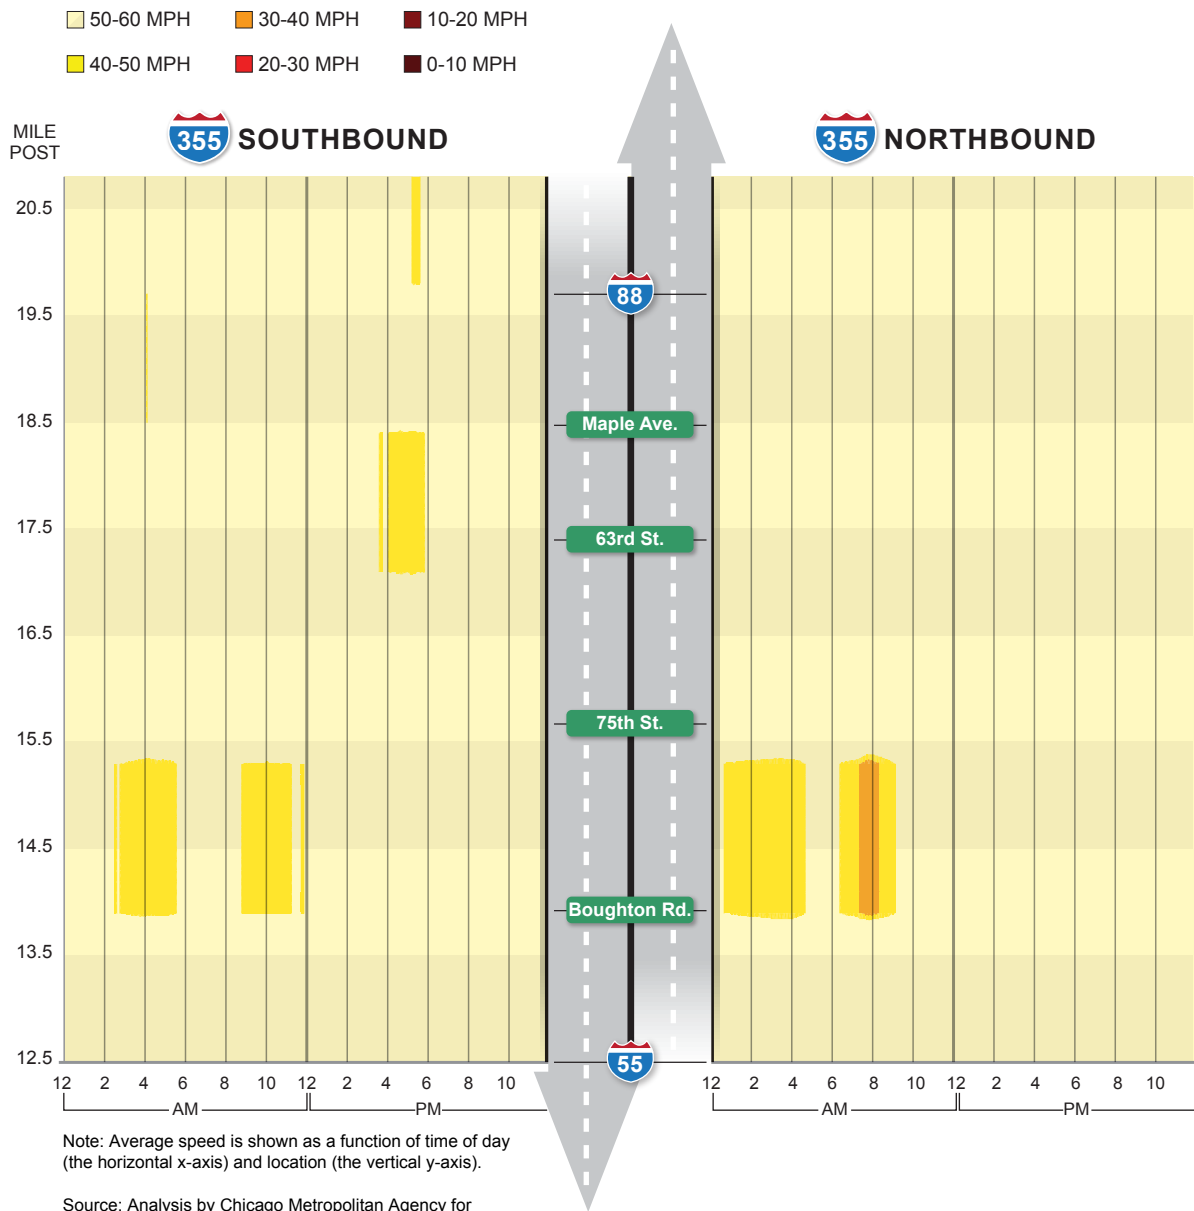 50-60 MPH 30-40 MPH 10-20 MPH
40-50 MPH 20-30 MPH 0-10 MPH
MILE
POST
355 SOUTHBOUND
355 NORTHBOUND
20.5
88
19.5
18.5
Maple Ave.
17.5
63rd St.
16.5
75th St.
15.5
14.5
Boughton Rd.
13.5
12.5
55
12 2 4 6 8 10 12 2 4 6 8 10
12 2 4 6 8 10 12 2 4 6 8 10
AM PM
AM PM
Note: Average speed is shown as a function of time of day
(the horizontal x-axis) and location (the vertical y-axis).
Source: Analysis by Chicago Metropolitan Agency for